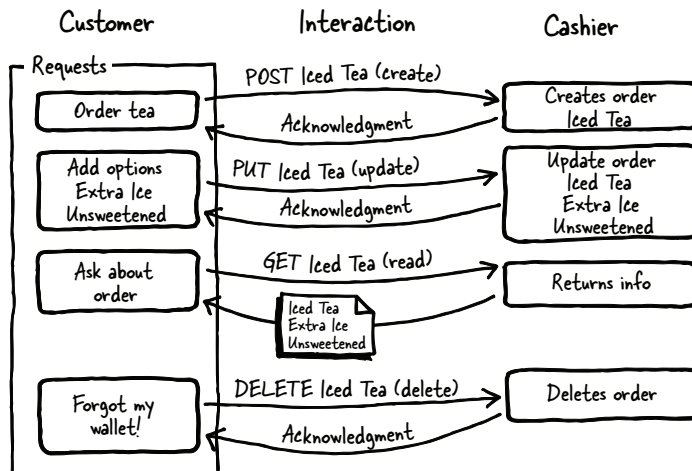 Customer
Interaction
Cashier
Requests
POST Iced Tea (create)
Order tea
Creates order
Iced Tea
Acknowledgment
Add options
Extra Ice
Unsweetened
PUT Iced Tea (update)
Update order
Iced Tea
Extra Ice
Unsweetened
Acknowledgment
Ask about
order
GET Iced Tea (read)
Returns info
Iced Tea
Extra Ice
Unsweetened
Forgot my
wallet!
DELETE Iced Tea (delete)
Deletes order
Acknowledgment